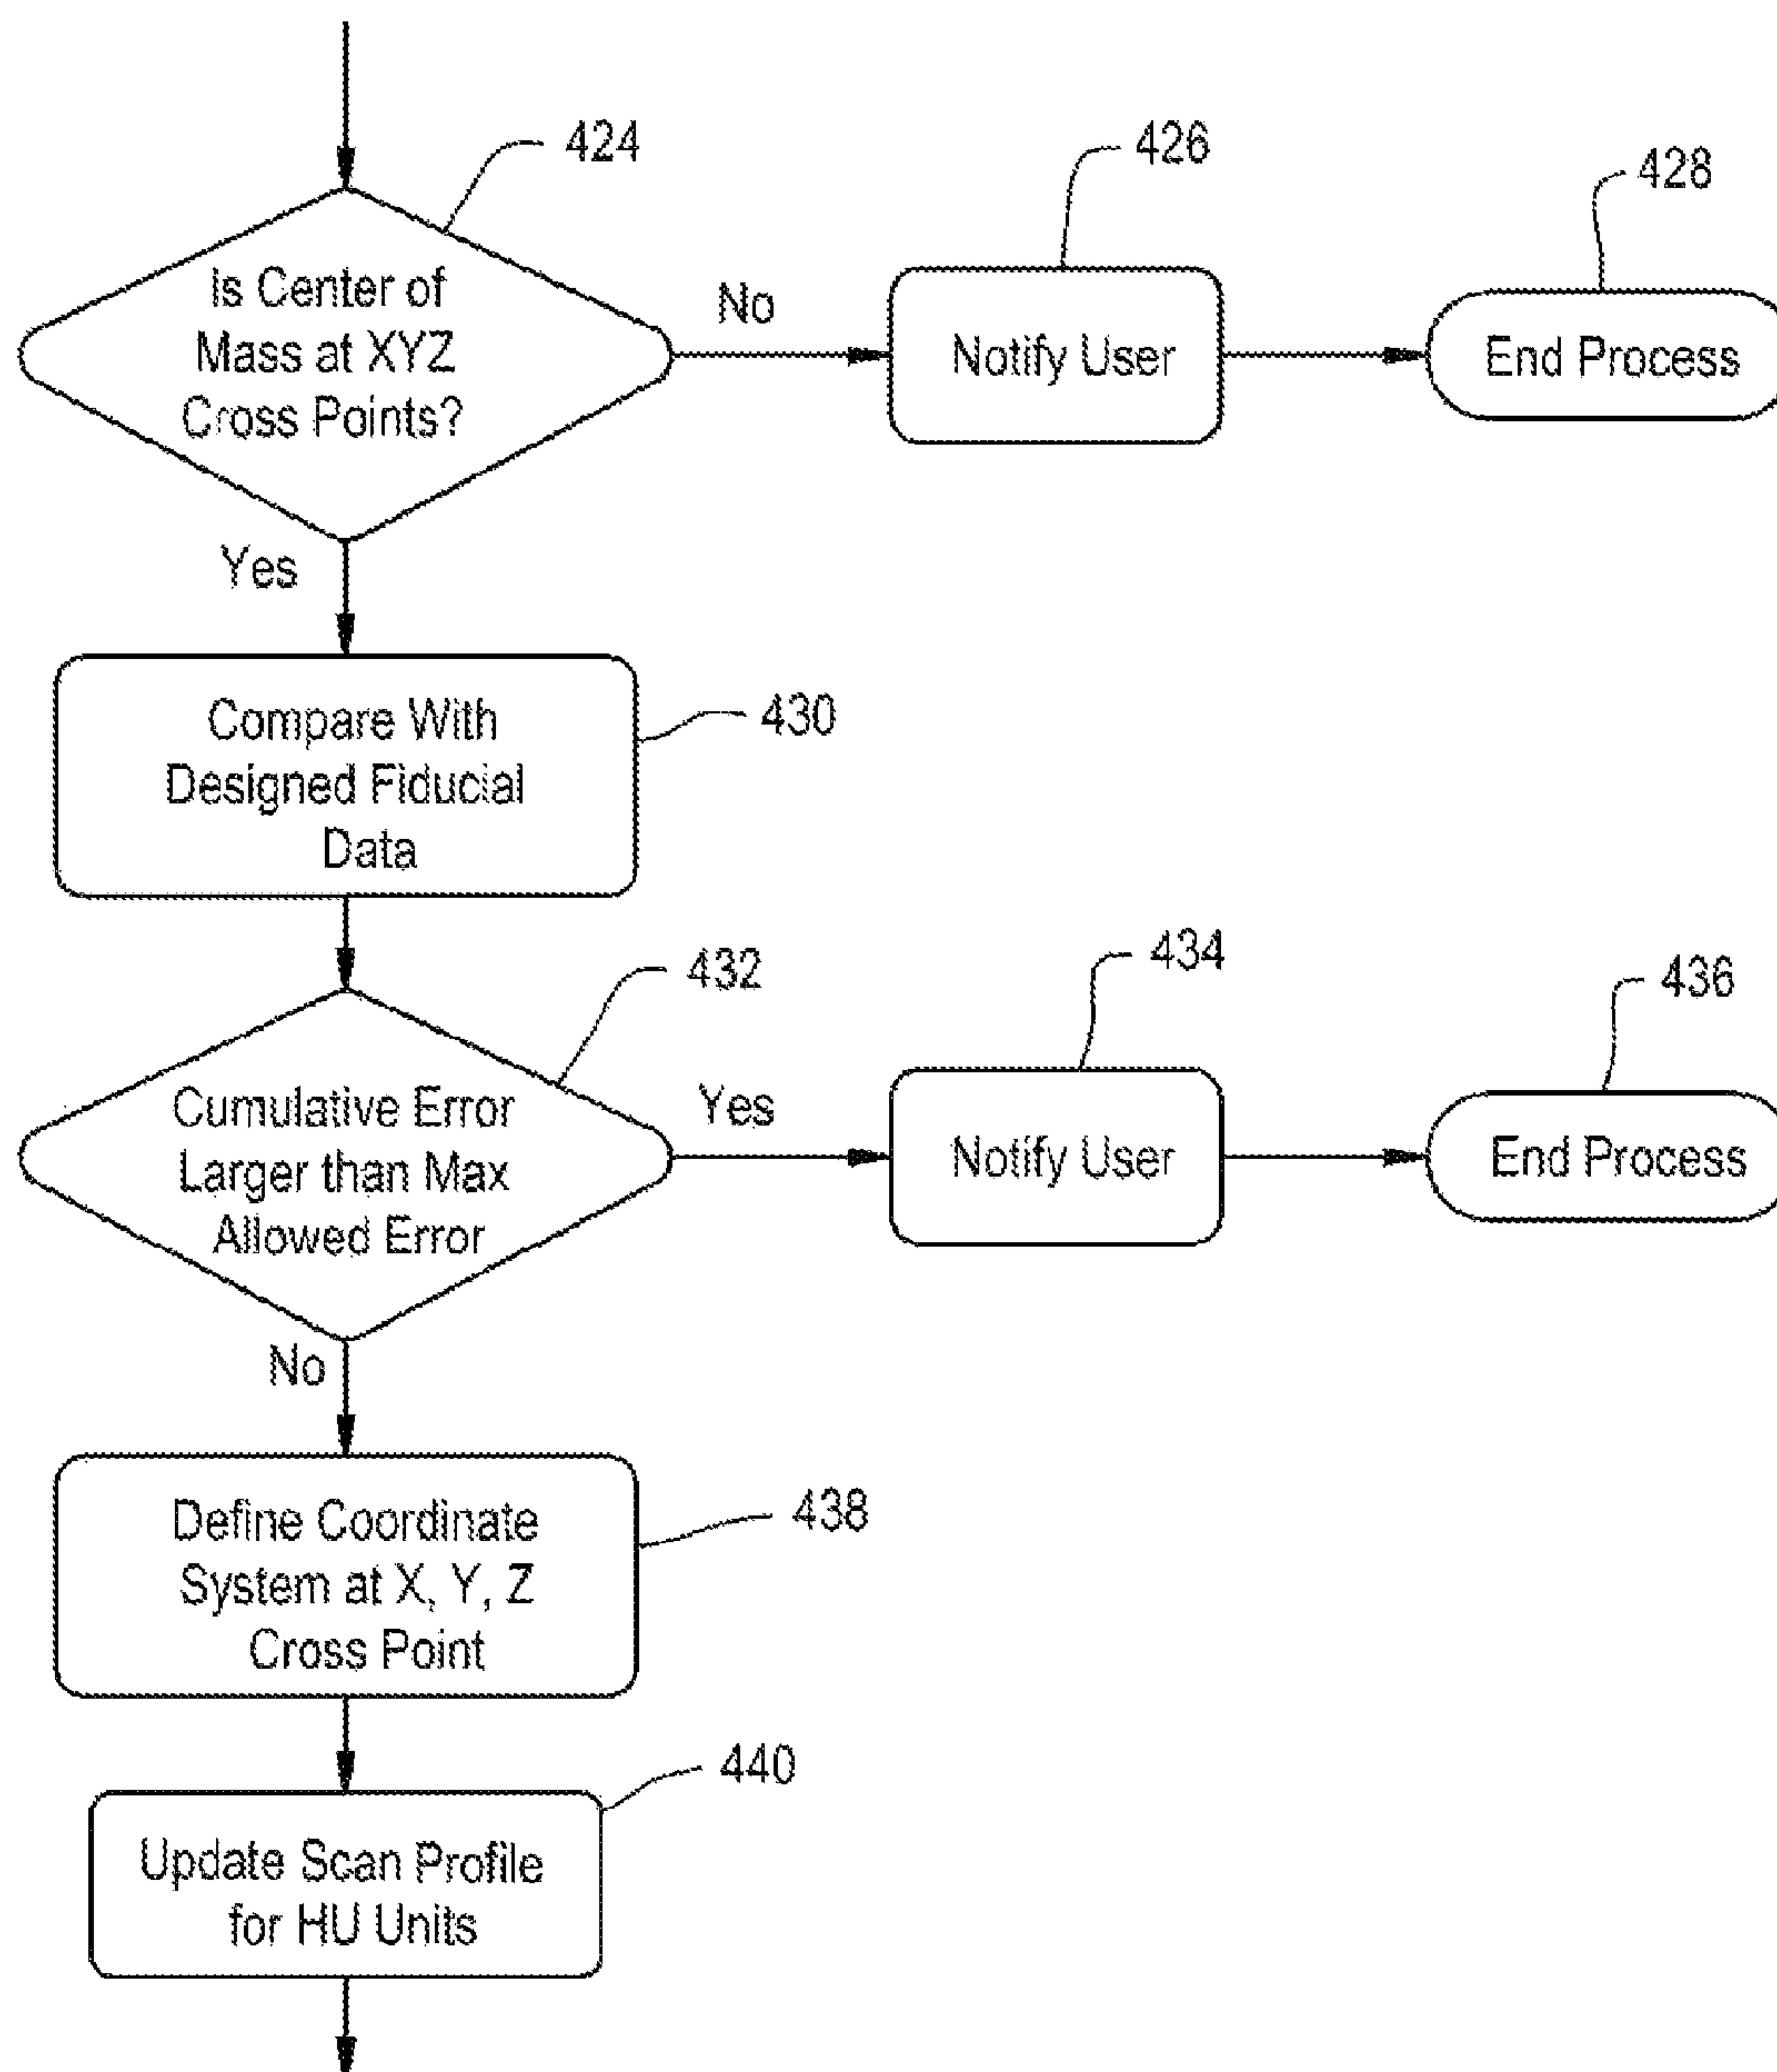 424
Is Center of
Mass at XYZ
Cross Points?
No
426
Notify User
428
End Process
Yes
430
Compare With
Designed Fiducial
Data
432
Cumulative Error
Larger than Max
Allowed Error
Yes
434
Notify User
436
End Process
No
438
Define Coordinate
System at X, Y, Z
Cross Point
440
Update Scan Profile
for HU Units